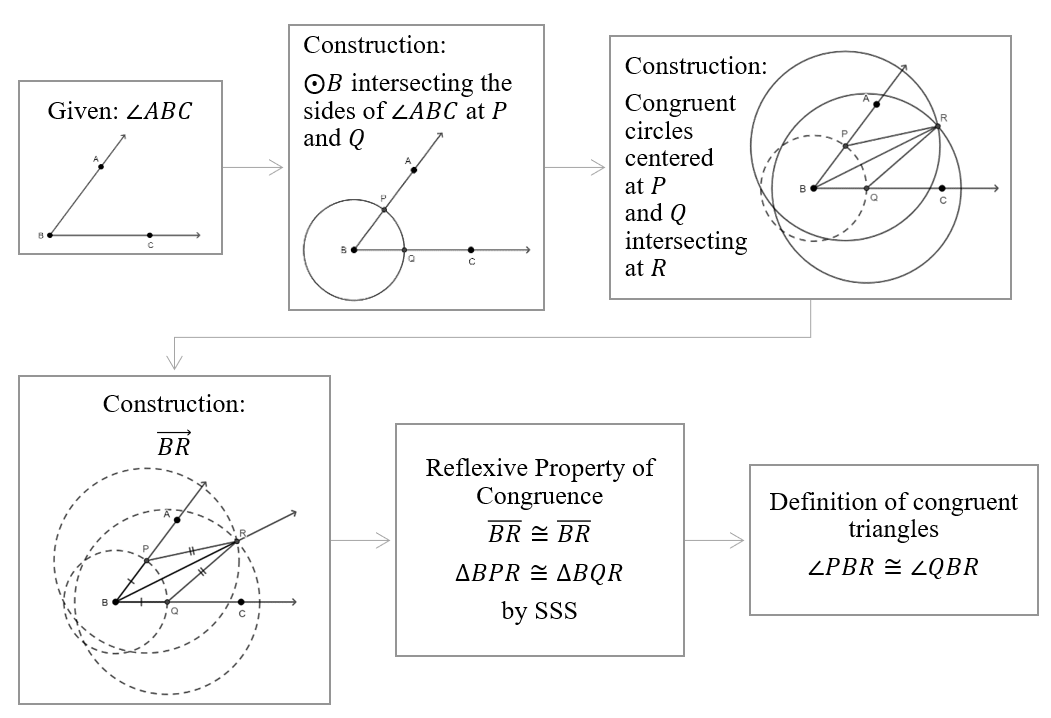 Given: ∠ABC
A
B
C
Construction:
⨀B intersecting the
sides of ∠ABC at P
and Q
A
P
B
Q
C
Construction:
Congruent
circles
centered
at P
and Q
intersecting
at R
A
R
P
B
Q
C
Construction:
BR
A
R
P
B
Q
C
Reflexive Property of
Congruence
BR ≅ BR
ΔBPR ≅ ΔBQR
by SSS
Definition of congruent
triangles
∠PBR ≅ ∠QBR